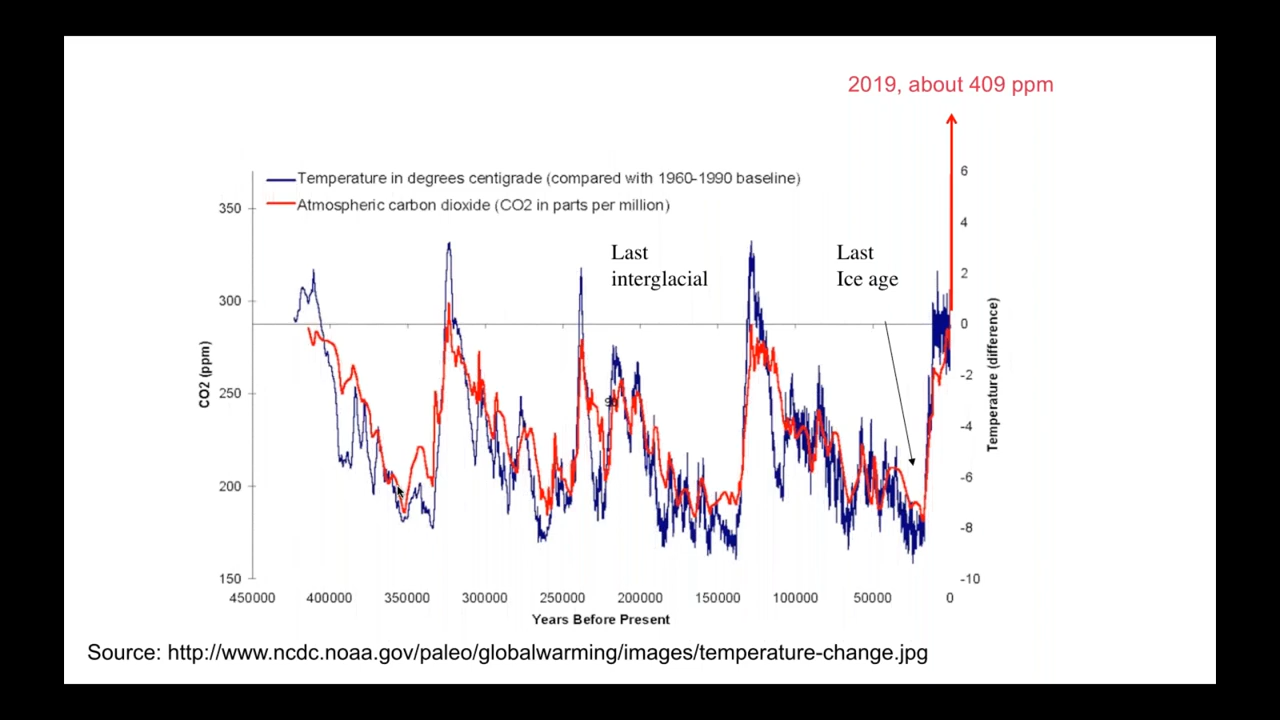 2019, about 409 ppm
Temperature in degrees centigrade (compared with 1960-1990 baseline)
Atmospheric carbon dioxide (CO2 in parts per million)
Last
interglacial
Last
Ice age
CO2 (ppm)
350
300
250
200
150
6
4
2
0
-2
-4
-6
-8
-10
Temperature (difference)
450000 400000 350000 300000 250000 200000 150000 100000 50000 0
Years Before Present
Source: http://www.ncdc.noaa.gov/paleo/globalwarming/images/temperature-change.jpg